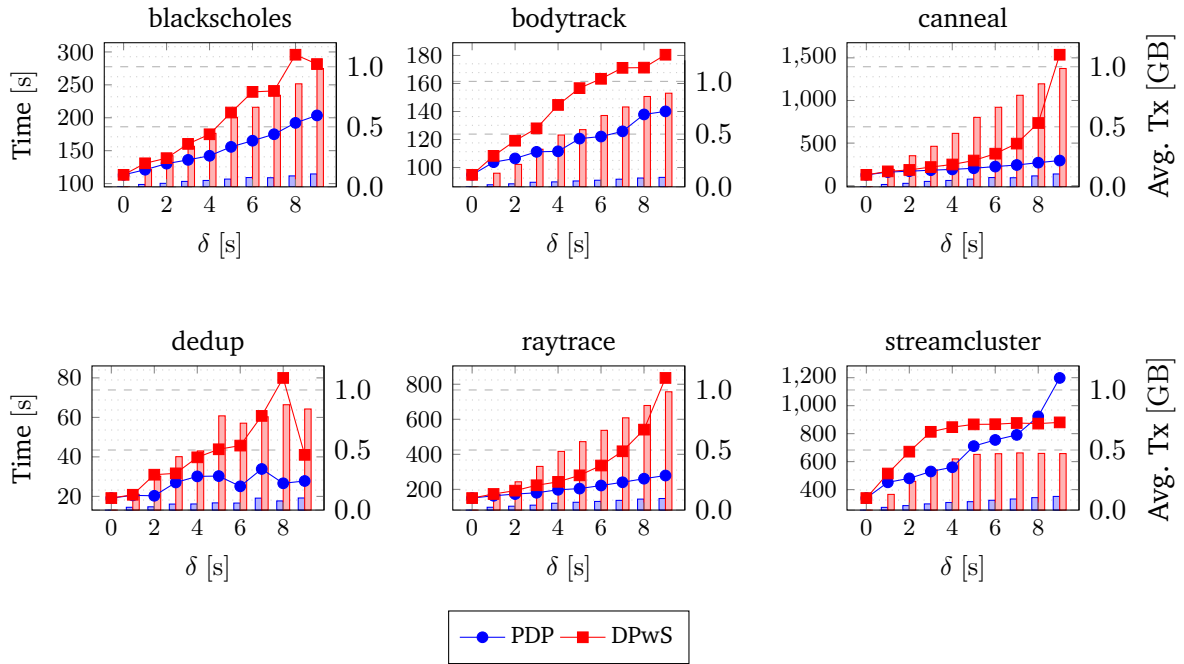 blackscholes
bodytrack
canneal
Time [s]
300
250
200
150
100
1.0
0.5
0.0
0 2 4 6 8
δ [s]
180
160
140
120
100
1.0
0.5
0.0
0 2 4 6 8
δ [s]
1,500
1,000
500
0
1.0
0.5
0.0
0 2 4 6 8
δ [s]
Avg. Tx [GB]
dedup
raytrace
streamcluster
Time [s]
80
60
40
20
1.0
0.5
0.0
0 2 4 6 8
δ [s]
800
600
400
200
1.0
0.5
0.0
0 2 4 6 8
δ [s]
1,200
1,000
800
600
400
1.0
0.5
0.0
0 2 4 6 8
δ [s]
Avg. Tx [GB]
PDP DPwS